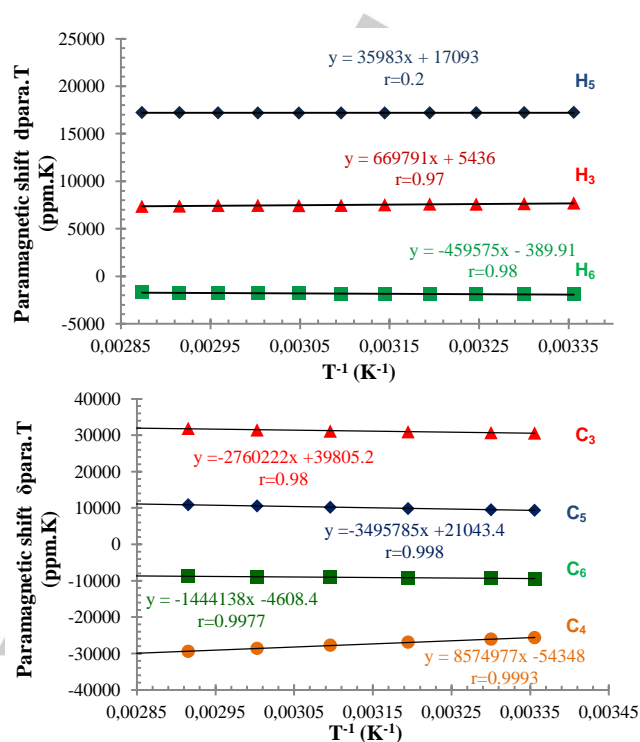 25000
y = 35983x + 17093
r=0.2
H₅
20000
15000
y = 669791x + 5436
r=0.97
H₃
10000
5000
y = -459575x - 389.91
r=0.98
H₆
0
-5000
0,00285 0,00295 0,00305 0,00315 0,00325 0,00335
T⁻¹ (K⁻¹)
Paramagnetic shift dpara.T
(ppm.K)
40000
C₃
30000
y =-2760222x +39805.2
r=0.98
20000
10000
C₅
y =-3495785x +21043.4
r=0.998
0
C₆
-10000
y = -1444138x -4608.4
r=0.9977
-20000
C₄
-30000
y = 8574977x -54348
r=0.9993
-40000
0,00285 0,00295 0,00305 0,00315 0,00325 0,00335 0,00345
T⁻¹ (K⁻¹)
Paramagnetic shift δpara.T
(ppm.K)